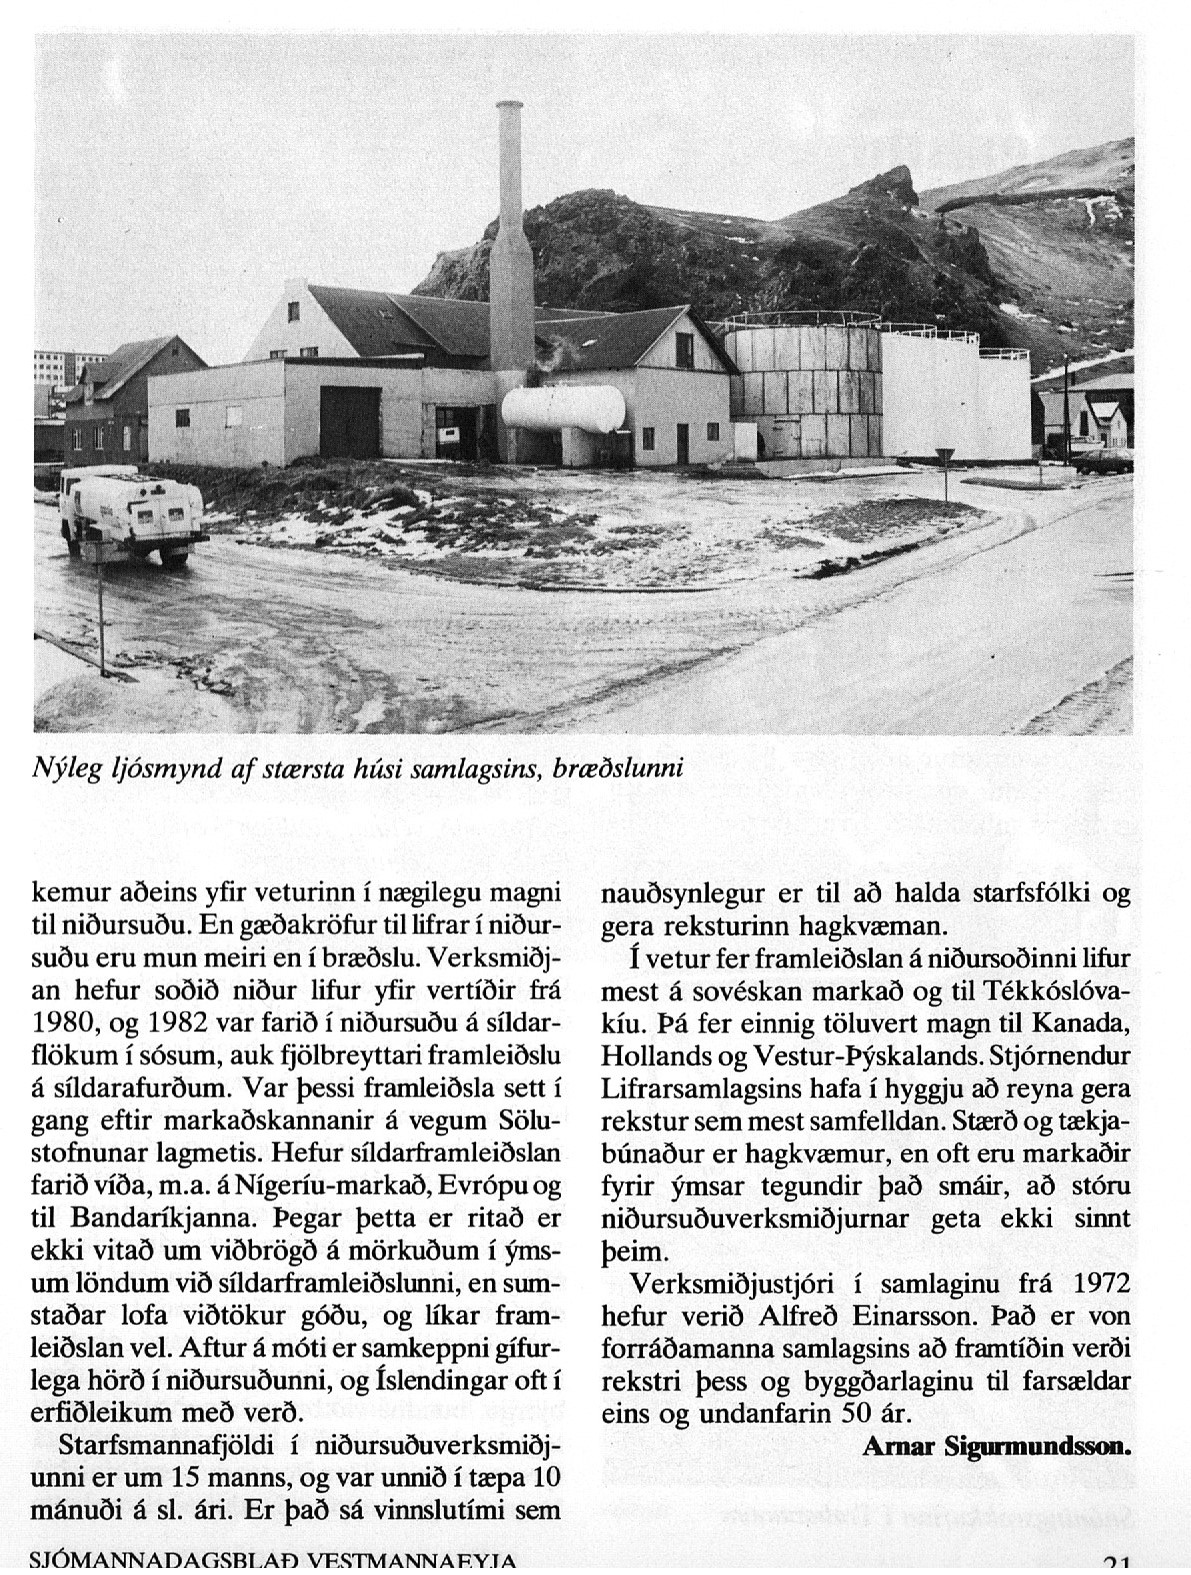 Nýleg ljósmynd af stærsta húsi samlagsins, bræðslunni
kemur aðeins yfir veturinn í nægilegu magni
til niðursuðu. En gæðakröfur til lifrar í niður-
suðu eru mun meiri en í bræðslu. Verksmiðj-
an hefur soðið niður lifur yfir vertíðir frá
1980, og 1982 var farið í niðursuðu á síldar-
flökum í sósum, auk fjölbreyttari framleiðslu
á síldarafurðum. Var þessi framleiðsla sett í
gang eftir markaðskannanir á vegum Sölu-
stofnunar lagmetis. Hefur síldarframleiðslan
farið víða, m.a. á Nígeríu-markað, Evrópu og
til Bandaríkjanna. Þegar þetta er ritað er
ekki vitað um viðbrögð á mörkuðum í ýms-
um löndum við síldarframleiðslunni, en sum-
staðar lofa viðtökur góðu, og líkar fram-
leiðslan vel. Aftur á móti er samkeppni gífur-
lega hörð í niðursuðunni, og Íslendingar oft í
erfiðleikum með verð.
Starfsmannafjöldi í niðursuðuverksmiðj-
unni er um 15 manns, og var unnið í tæpa 10
mánuði á sl. ári. Er það sá vinnslutími sem
nauðsynlegur er til að halda starfsfólki og
gera reksturinn hagkvæman.
Í vetur fer framleiðslan á niðursoðinni lifur
mest á sovéskan markað og til Tékkóslóva-
kíu. Þá fer einnig töluvert magn til Kanada,
Hollands og Vestur-Þýskalands. Stjórnendur
Lifrarsamlagsins hafa í hyggju að reyna gera
rekstur sem mest samfelldan. Stærð og tækja-
búnaður er hagkvæmur, en oft eru markaðir
fyrir ýmsar tegundir það smáir, að stóru
niðursuðuverksmiðjurnar geta ekki sinnt
þeim.
Verksmiðjustjóri í samlaginu frá 1972
hefur verið Alfreð Einarsson. Það er von
forráðamanna samlagsins að framtíðin verði
rekstri þess og byggðarlaginu til farsældar
eins og undanfarin 50 ár.
Arnar Sigurmundsson.
SJÓMANNADAGSBLAÐ VESTMANNAEYJA
21